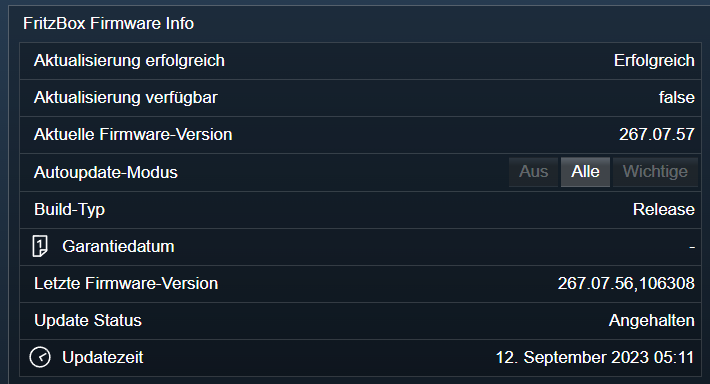 FritzBox Firmware Info
Aktualisierung erfolgreich Erfolgreich
Aktualisierung verfügbar false
Aktuelle Firmware-Version 267.07.57
Autoupdate-Modus Aus Alle Wichtige
Build-Typ Release
1 Garantiedatum -
Letzte Firmware-Version 267.07.56,106308
Update Status Angehalten
Updatezeit 12. September 2023 05:11